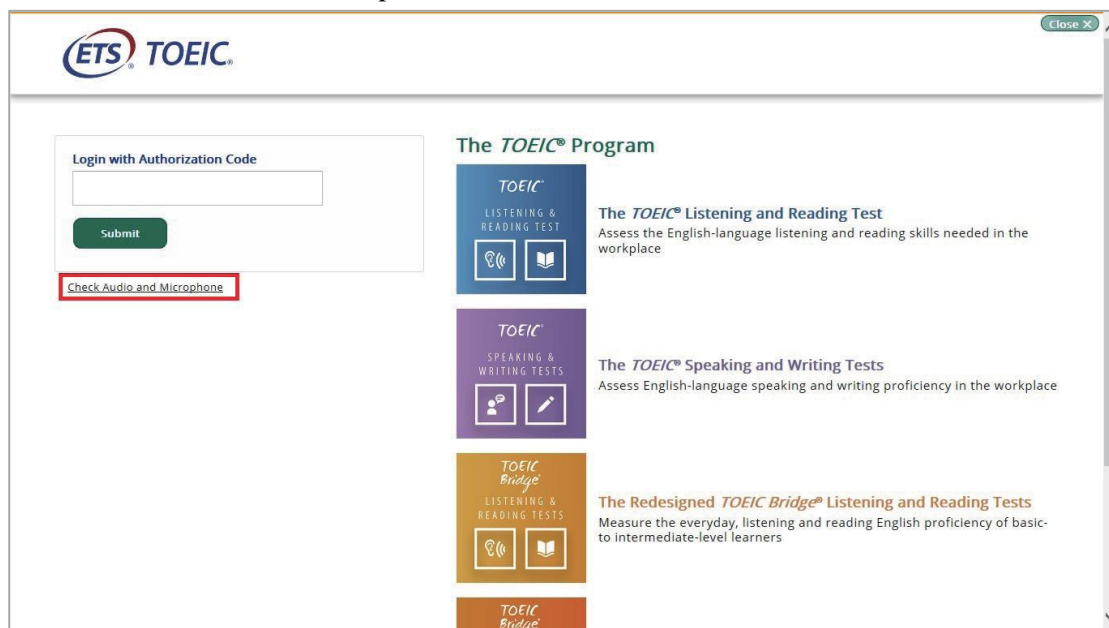 Close X
ETS® TOEIC®
Login with Authorization Code
Submit
Check Audio and Microphone
The TOEIC® Program
TOEIC®
LISTENING &
READING TEST
The TOEIC® Listening and Reading Test
Assess the English-language listening and reading skills needed in the
workplace
TOEIC®
SPEAKING &
WRITING TESTS
The TOEIC® Speaking and Writing Tests
Assess English-language speaking and writing proficiency in the workplace
TOEIC
Bridge®
LISTENING &
READING TESTS
The Redesigned TOEIC Bridge® Listening and Reading Tests
Measure the everyday, listening and reading English proficiency of basic-
to intermediate-level learners
TOEIC
Bridge®